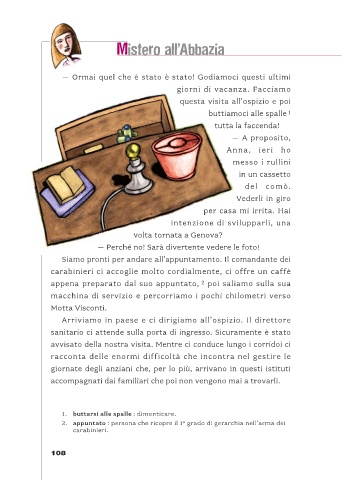 Mistero all'Abbazia
— Ormai quel che è stato è stato! Godiamoci questi ultimi
giorni di vacanza. Facciamo
questa visita all'ospizio e poi
buttiamoci alle spalle 1
tutta la faccenda!
— A proposito,
Anna, ieri ho
messo i rullini
in un cassetto
del comò.
Vederli in giro
per casa mi irrita. Hai
intenzione di svilupparli, una
volta tornata a Genova?
— Perché no! Sarà divertente vedere le foto!
Siamo pronti per andare all'appuntamento. Il comandante dei
carabinieri ci accoglie molto cordialmente, ci offre un caffè
appena preparato dal suo appuntato, 2 poi saliamo sulla sua
macchina di servizio e percorriamo i pochi chilometri verso
Motta Visconti.
Arriviamo in paese e ci dirigiamo all'ospizio. Il direttore
sanitario ci attende sulla porta di ingresso. Sicuramente è stato
avvisato della nostra visita. Mentre ci conduce lungo i corridoi ci
racconta delle enormi difficoltà che incontra nel gestire le
giornate degli anziani che, per lo più, arrivano in questi istituti
accompagnati dai familiari che poi non vengono mai a trovarli.
1. buttarsi alle spalle : dimenticare.
2. appuntato : persona che ricopre il 1° grado di gerarchia nell'arma dei
carabinieri.
108